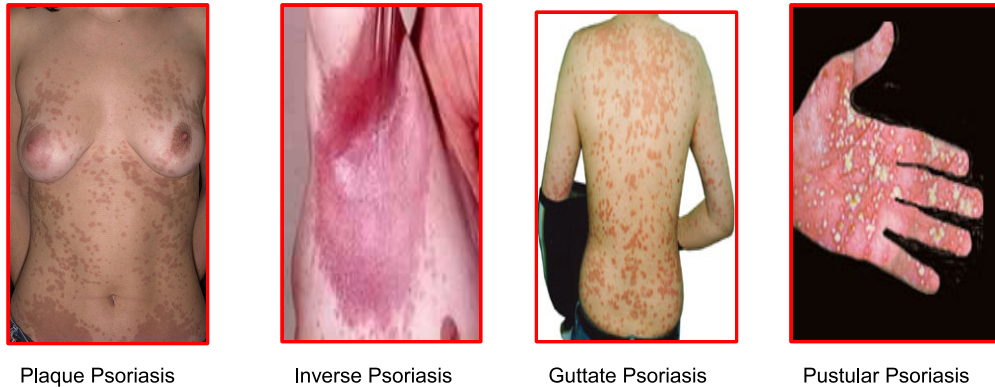 Plaque Psoriasis
Inverse Psoriasis
Guttate Psoriasis
Pustular Psoriasis